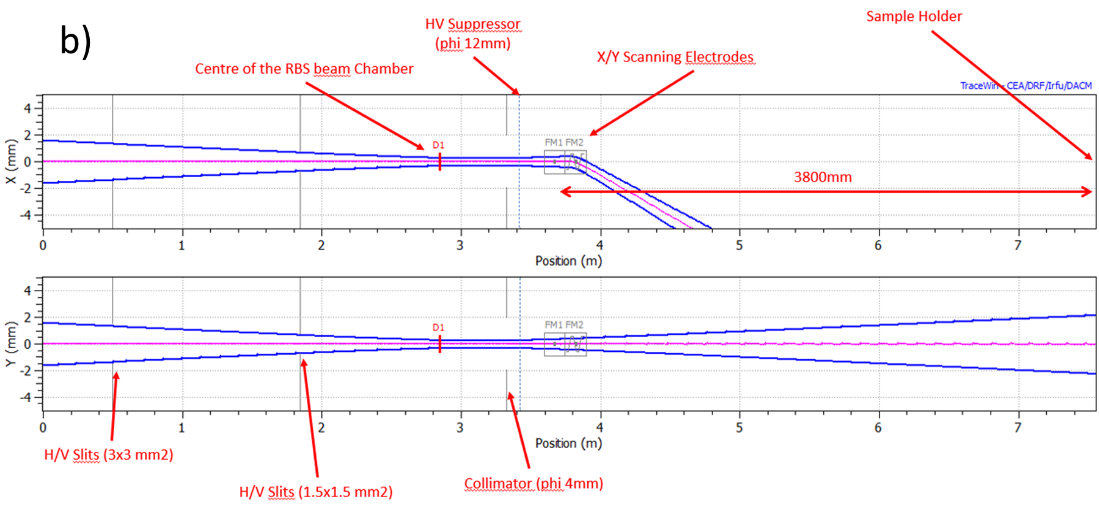 b)
HV Suppressor
(phi 12mm)
Sample Holder
Centre of the RBS beam Chamber
X/Y Scanning Electrodes
TraceWin - CEA/DRF/Irfu/DACM
X (mm)
4
2
0
-2
-4
D1
FM1 FM2
3800mm
0 1 2 3 4 5 6 7
Position (m)
Y (mm)
4
2
0
-2
-4
D1
FM1 FM2
0 1 2 3 4 5 6 7
Position (m)
H/V Slits (3x3 mm2)
H/V Slits (1.5x1.5 mm2)
Collimator (phi 4mm)